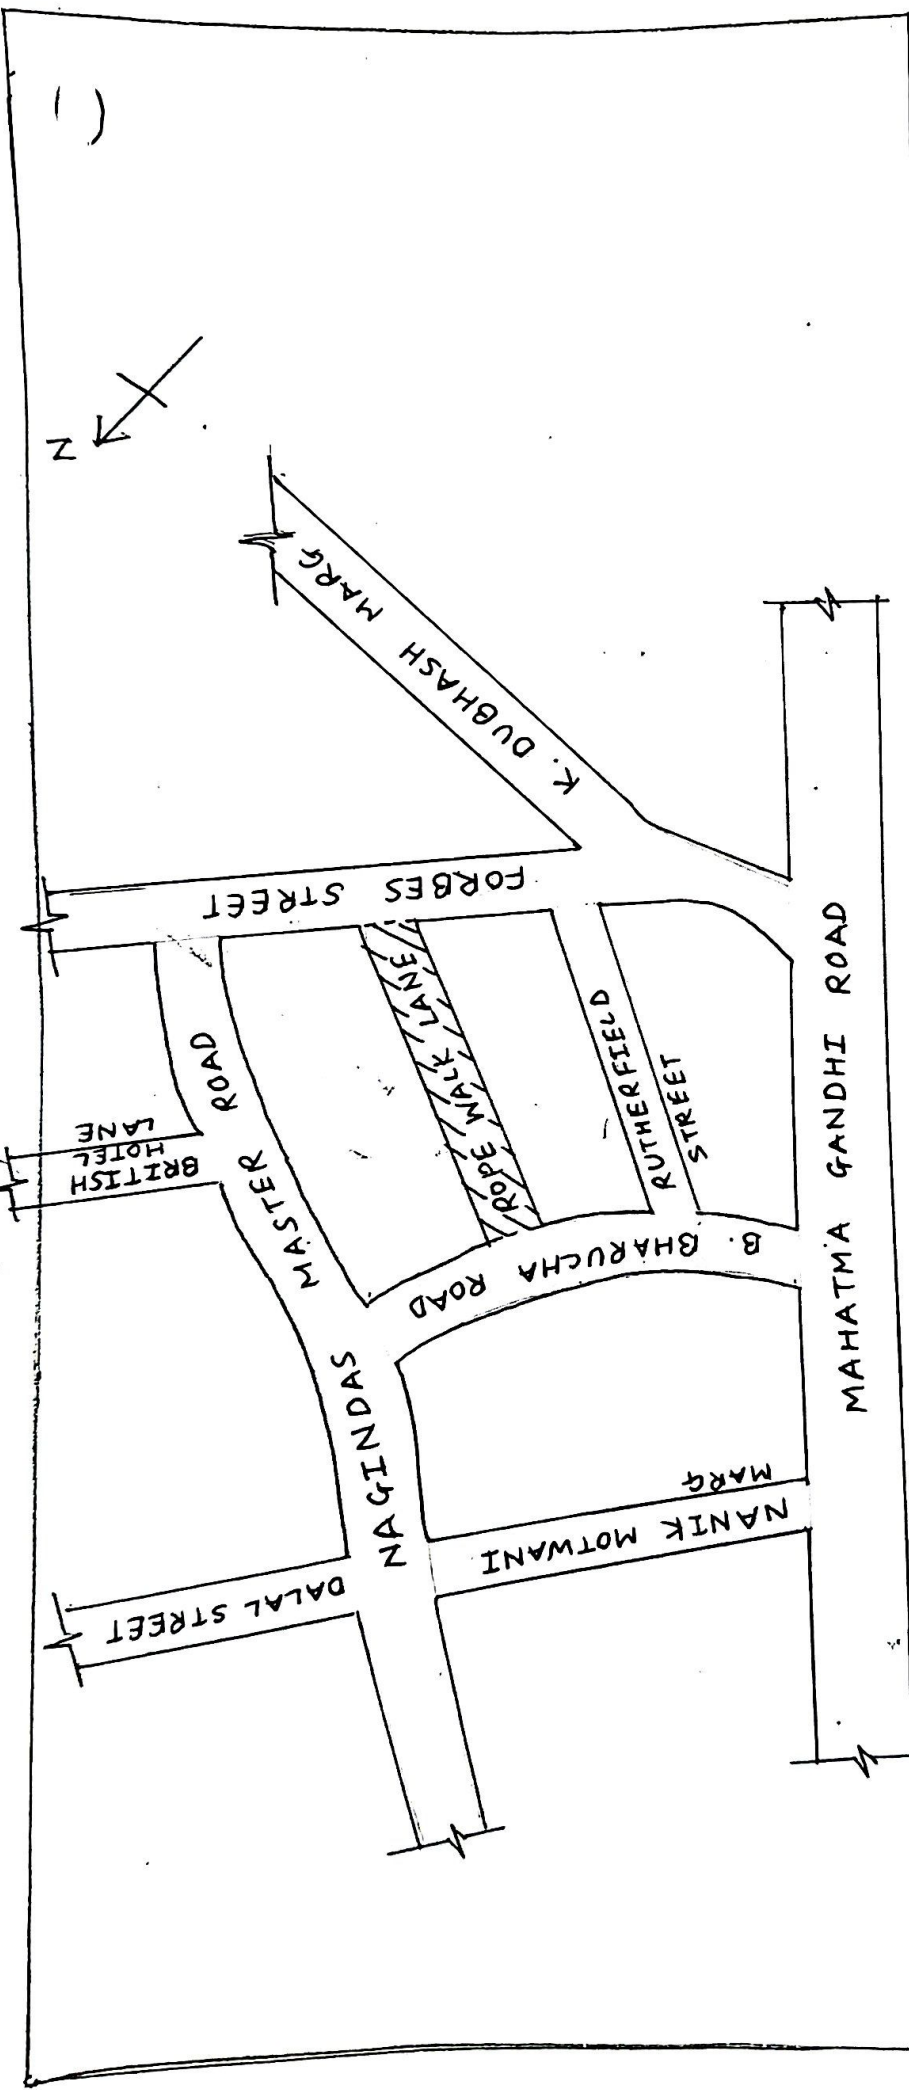 1)
N
K. DUBHASH MARG
FORBES STREET
ROPE WALK LANE
RUTHERFIELD
STREET
MAHATMA GANDHI ROAD
BRITISH
HOTEL
LANE
NAGINDAS MASTER ROAD
B. BHARUCHA ROAD
NANIK MOTWANI
MARG
DALAL STREET